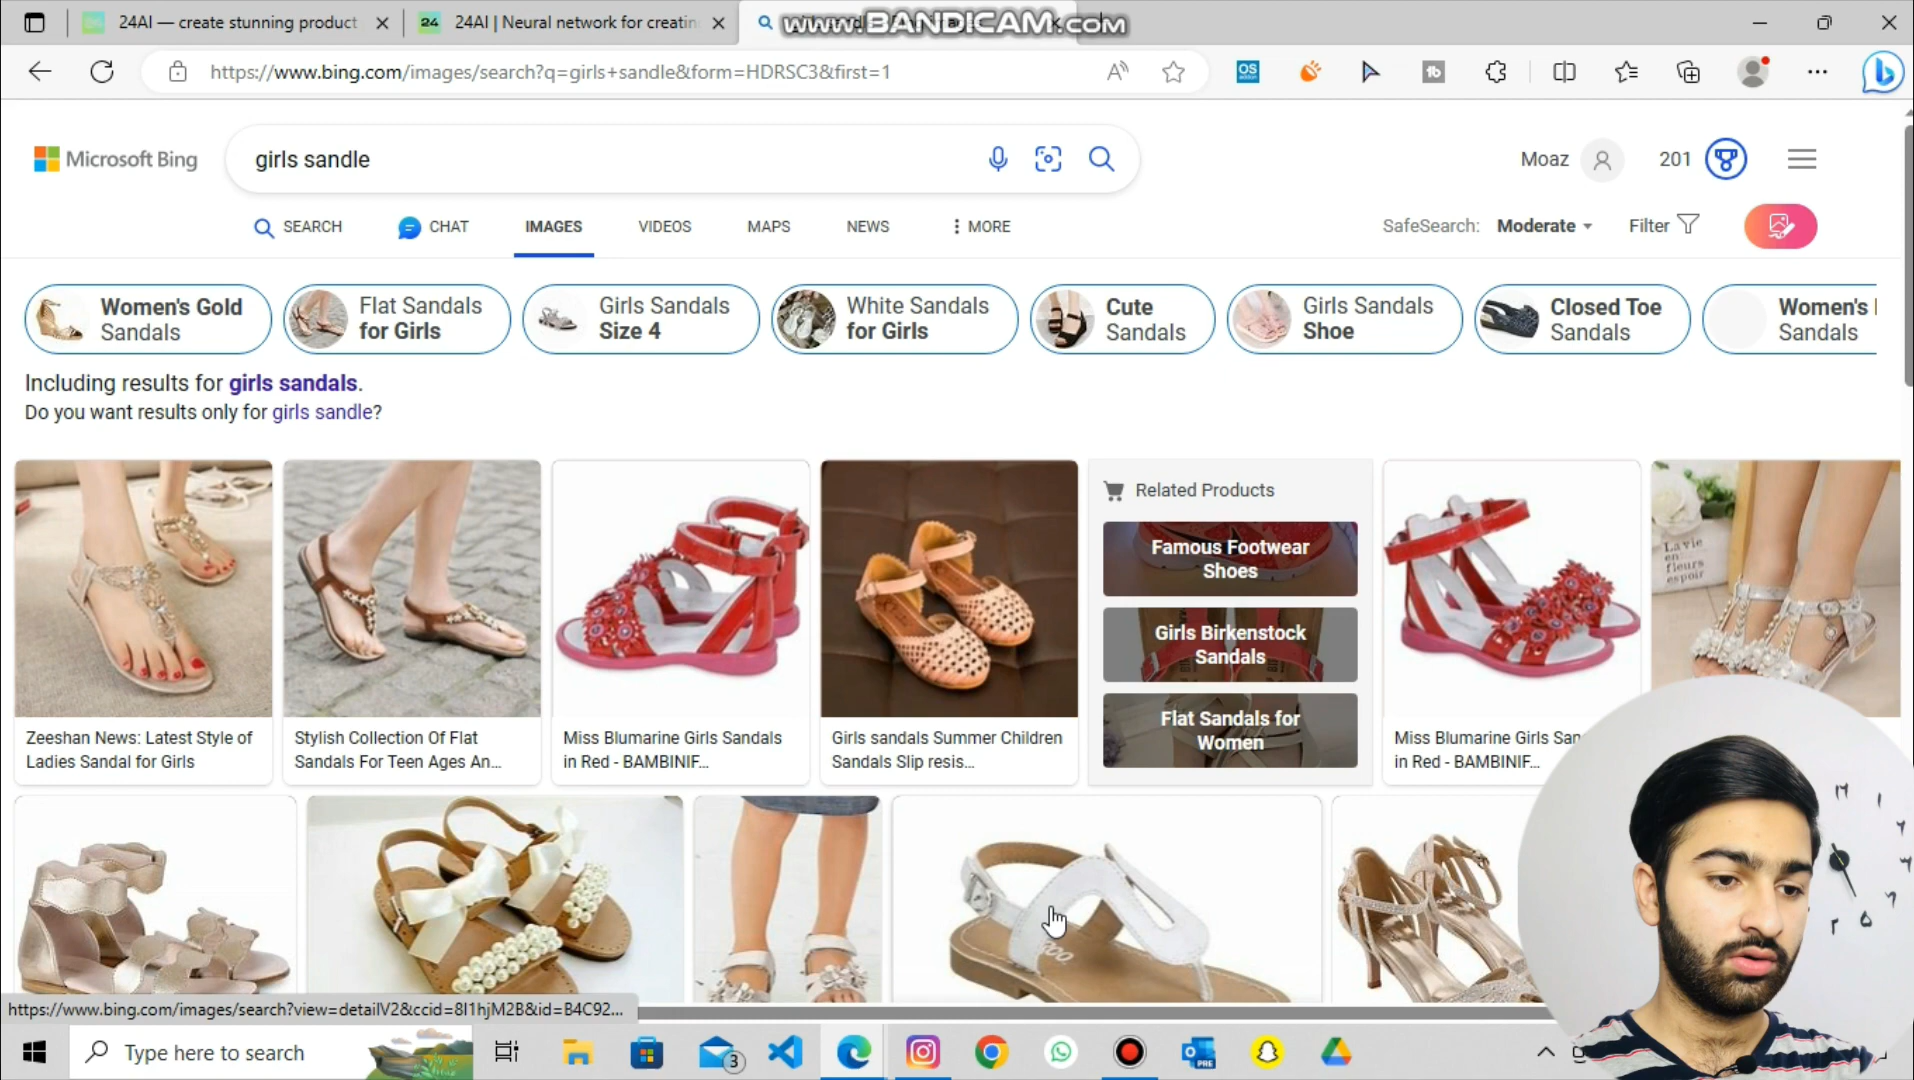 24AI — create stunning product
24AI | Neural network for creatin
www.BANDICAM.com
https://www.bing.com/images/search?q=girls+sandle&form=HDRSC3&first=1
Microsoft Bing
girls sandle
Moaz
201
SEARCH
CHAT
IMAGES
VIDEOS
MAPS
NEWS
MORE
SafeSearch: Moderate
Filter
Women's Gold
Sandals
Flat Sandals
for Girls
Girls Sandals
Size 4
White Sandals
for Girls
Cute
Sandals
Girls Sandals
Shoe
Closed Toe
Sandals
Women's
Sandals
Including results for girls sandals.
Do you want results only for girls sandle?
Related Products
Famous Footwear
Shoes
Girls Birkenstock
Sandals
Flat Sandals for
Women
Lavie
en
fleurs
espoir
Zeeshan News: Latest Style of
Ladies Sandal for Girls
Stylish Collection Of Flat
Sandals For Teen Ages An...
Miss Blumarine Girls Sandals
in Red - BAMBINIF...
Girls sandals Summer Children
Sandals Slip resis...
Miss Blumarine Girls San
in Red - BAMBINIF...
https://www.bing.com/images/search?view=detailV2&ccid=8I1hjM2B&id=B4C92...
Type here to search
3